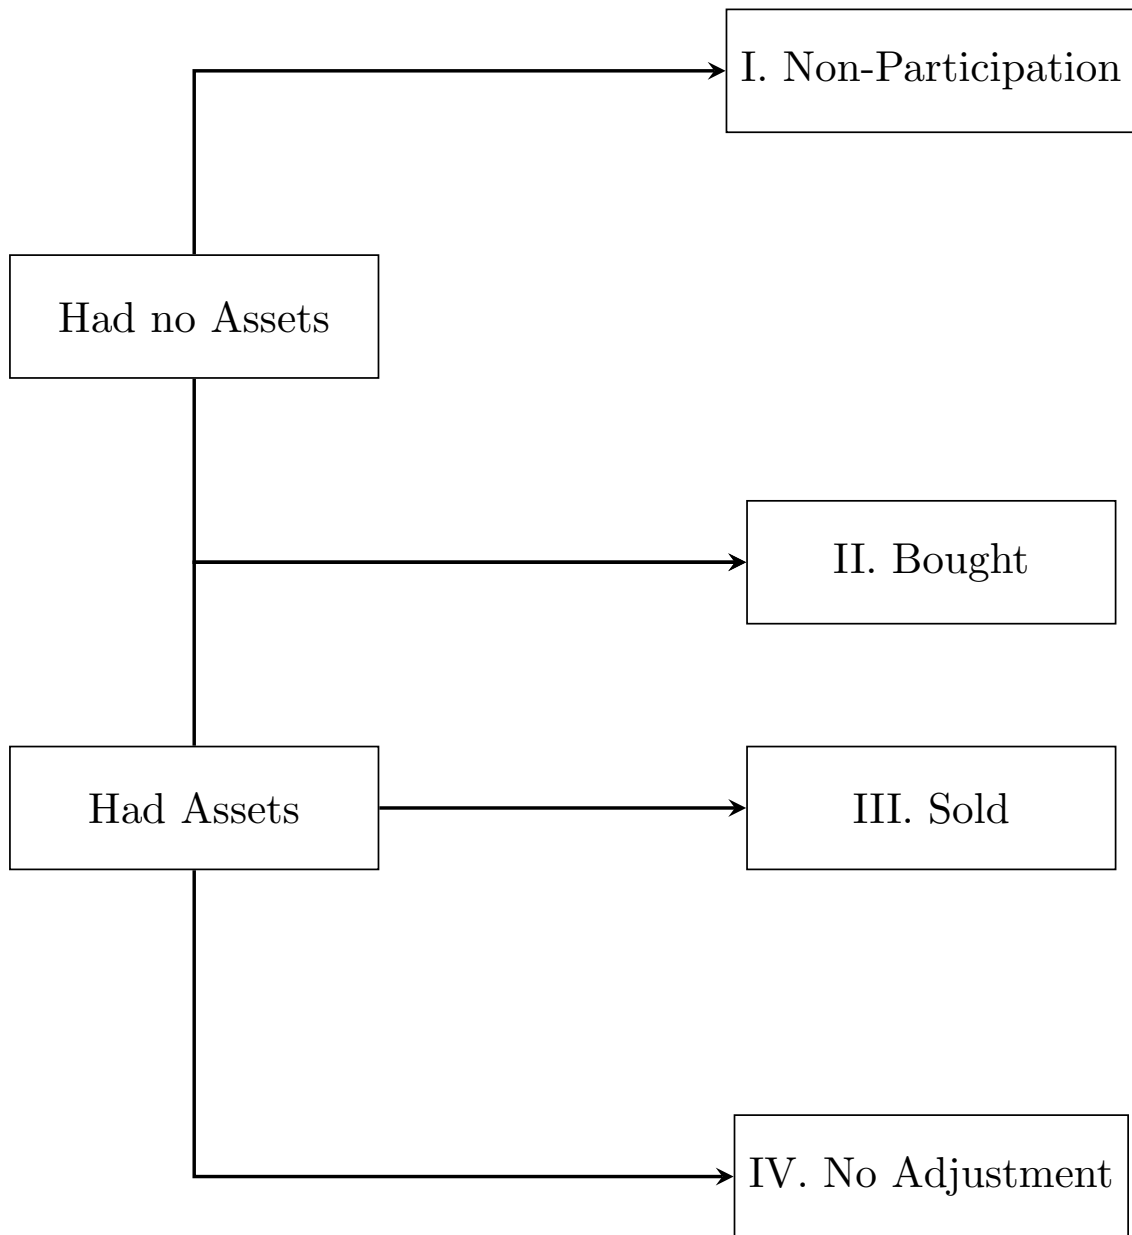 I. Non-Participation
Had no Assets
II. Bought
Had Assets
III. Sold
IV. No Adjustment